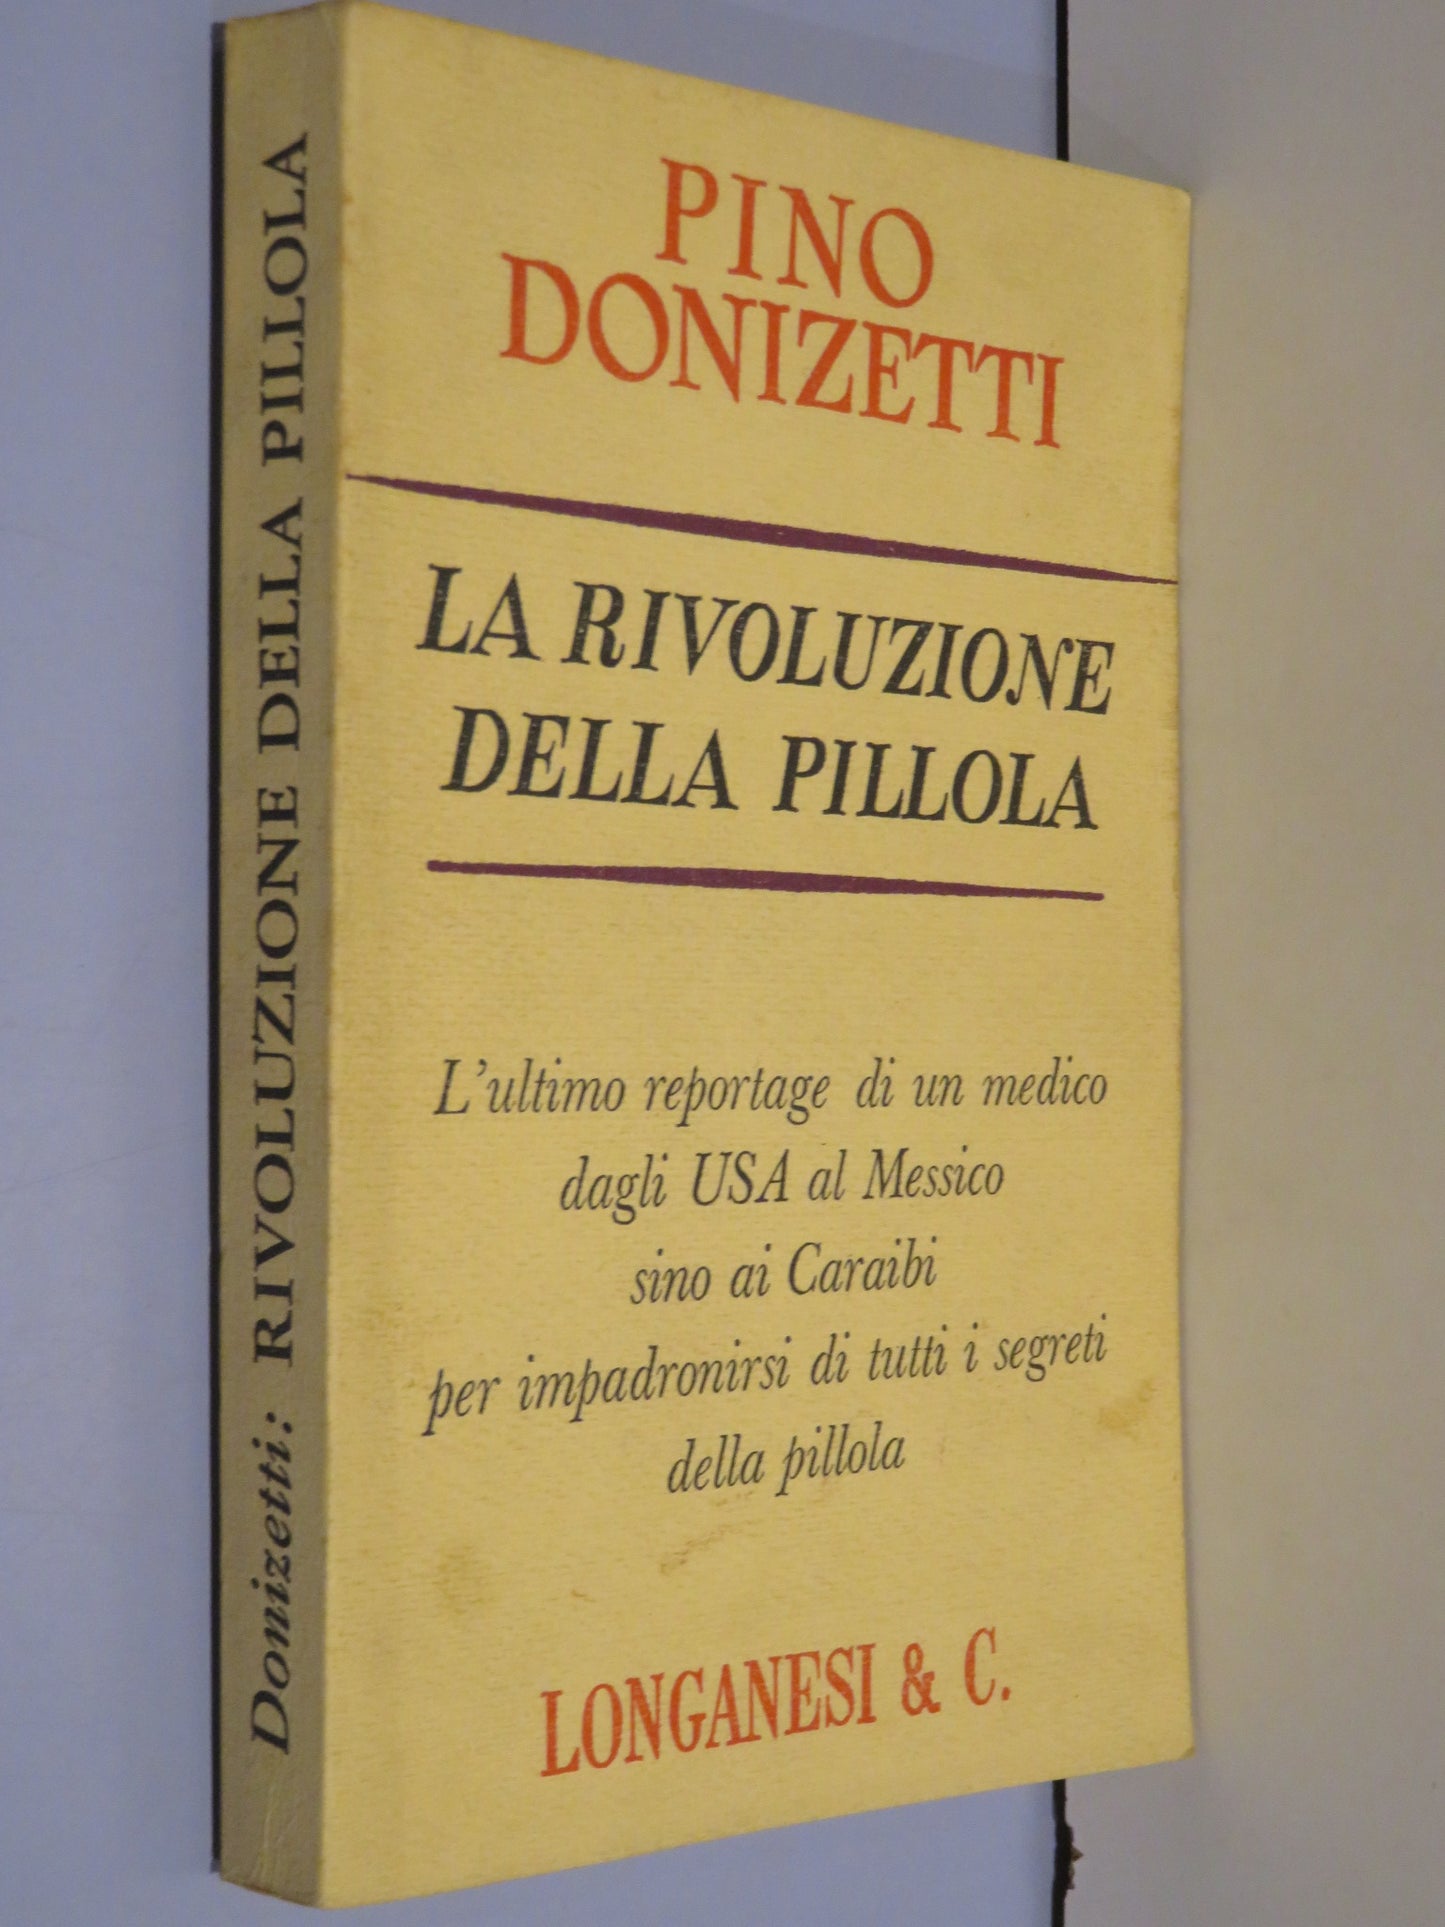 Donizetti: RIVOLUZIONE DELLA PILLOLA
PINO
DONIZETTI
LA RIVOLUZIONE
DELLA PILLOLA
L'ultimo reportage di un medico
dagli USA al Messico
sino ai Caraibi
per impadronirsi di tutti i segreti
della pillola
LONGANESI & C.